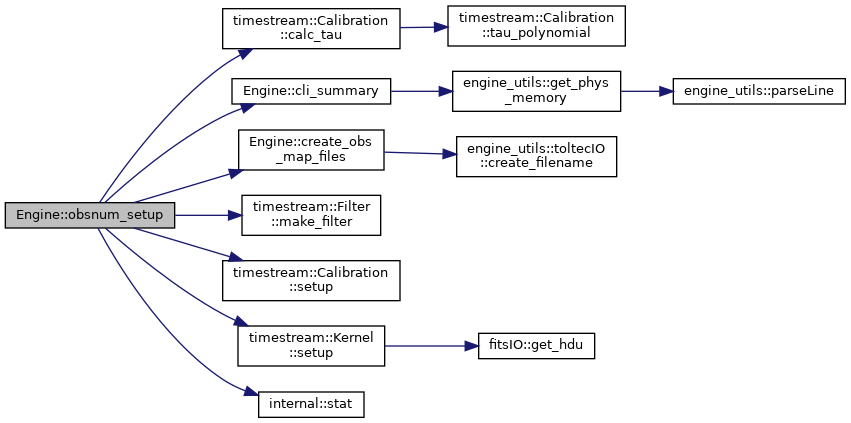 timestream::Calibration
::calc_tau
timestream::Calibration
::tau_polynomial
Engine::cli_summary
engine_utils::get_phys
_memory
engine_utils::parseLine
Engine::create_obs
_map_files
engine_utils::toltecIO
::create_filename
Engine::obsnum_setup
timestream::Filter
::make_filter
timestream::Calibration
::setup
timestream::Kernel
::setup
fitsIO::get_hdu
internal::stat